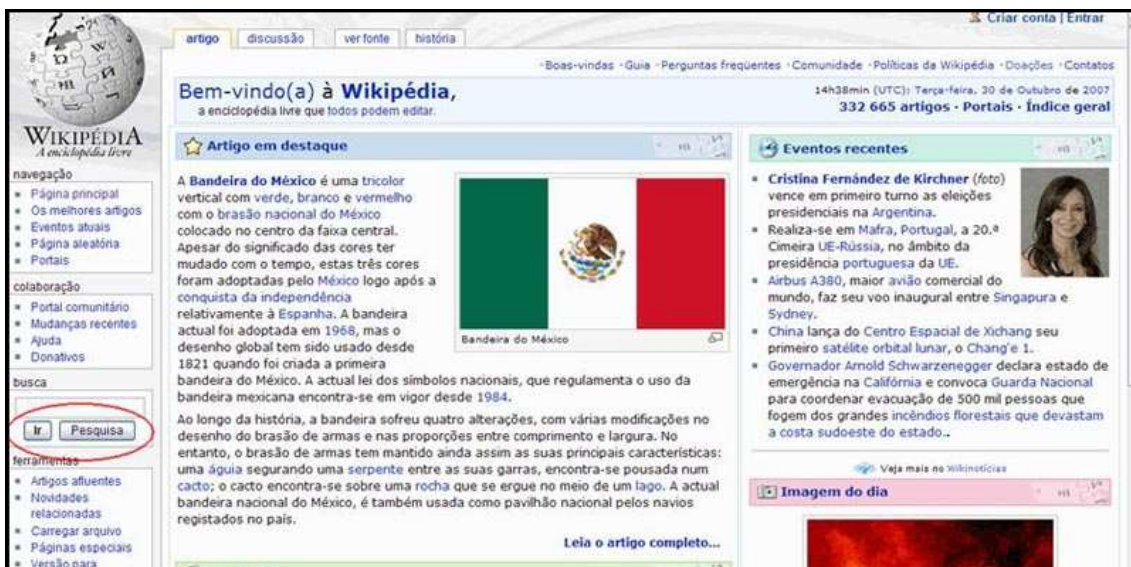 Criar conta | Entrar
artigo discussão ver fonte história
·Boas-vindas ·Guia ·Perguntas freqüentes ·Comunidade ·Políticas da Wikipédia ·Doações ·Contatos
Bem-vindo(a) à Wikipédia,
a enciclopédia livre que todos podem editar.
14h38min (UTC): Terça-feira, 30 de Outubro de 2007
332 665 artigos · Portais · Índice geral
WIKIPÉDIA
A enciclopédia livre
navegação
Página principal
Os melhores artigos
Eventos atuais
Página aleatória
Portais
colaboração
Portal comunitário
Mudanças recentes
Ajuda
Donativos
busca
Ir Pesquisa
ferramentas
Artigos afluentes
Novidades
relacionadas
Carregar arquivo
Páginas especiais
Versão para
Artigo em destaque
A Bandeira do México é uma tricolor
vertical com verde, branco e vermelho
com o brasão nacional do México
colocado no centro da faixa central.
Apesar do significado das cores ter
mudado com o tempo, estas três cores
foram adoptadas pelo México logo após a
conquista da independência
relativamente à Espanha. A bandeira
actual foi adoptada em 1968, mas o
desenho global tem sido usado desde
1821 quando foi criada a primeira
bandeira do México. A actual lei dos símbolos nacionais, que regulamenta o uso da
bandeira mexicana encontra-se em vigor desde 1984.
Bandeira do México
Ao longo da história, a bandeira sofreu quatro alterações, com várias modificações no
desenho do brasão de armas e nas proporções entre comprimento e largura. No
entanto, o brasão de armas tem mantido ainda assim as suas principais características:
uma águia segurando uma serpente entre as suas garras, encontra-se pousada num
cacto; o cacto encontra-se sobre uma rocha que se ergue no meio de um lago. A actual
bandeira nacional do México, é também usada como pavilhão nacional pelos navios
registados no país.
Leia o artigo completo...
Eventos recentes
Cristina Fernández de Kirchner (foto)
vence em primeiro turno as eleições
presidenciais na Argentina.
Realiza-se em Mafra, Portugal, a 20.ª
Cimeira UE-Rússia, no âmbito da
presidência portuguesa da UE.
Airbus A380, maior avião comercial do
mundo, faz seu voo inaugural entre Singapura e
Sydney.
China lança do Centro Espacial de Xichang seu
primeiro satélite orbital lunar, o Chang'e 1.
Governador Arnold Schwarzenegger declara estado de
emergência na Califórnia e convoca Guarda Nacional
para coordenar evacuação de 500 mil pessoas que
fogem dos grandes incêndios florestais que devastam
a costa sudoeste do estado..
Veja mais no Wikinotícias
Imagem do dia